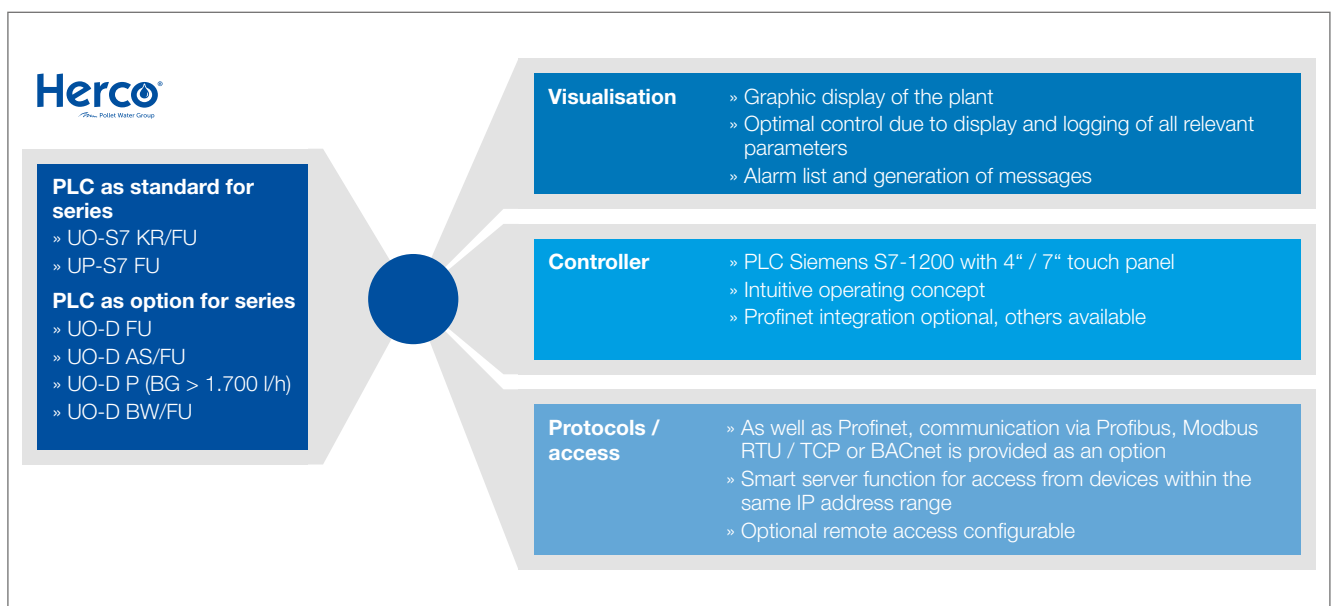 Herco®
Pollet Water Group
PLC as standard for
series
» UO-S7 KR/FU
» UP-S7 FU
PLC as option for series
» UO-D FU
» UO-D AS/FU
» UO-D P (BG > 1.700 l/h)
» UO-D BW/FU
Visualisation
» Graphic display of the plant
» Optimal control due to display and logging of all relevant
parameters
» Alarm list and generation of messages
Controller
» PLC Siemens S7-1200 with 4“ / 7“ touch panel
» Intuitive operating concept
» Profinet integration optional, others available
Protocols /
access
» As well as Profinet, communication via Profibus, Modbus
RTU / TCP or BACnet is provided as an option
» Smart server function for access from devices within the
same IP address range
» Optional remote access configurable